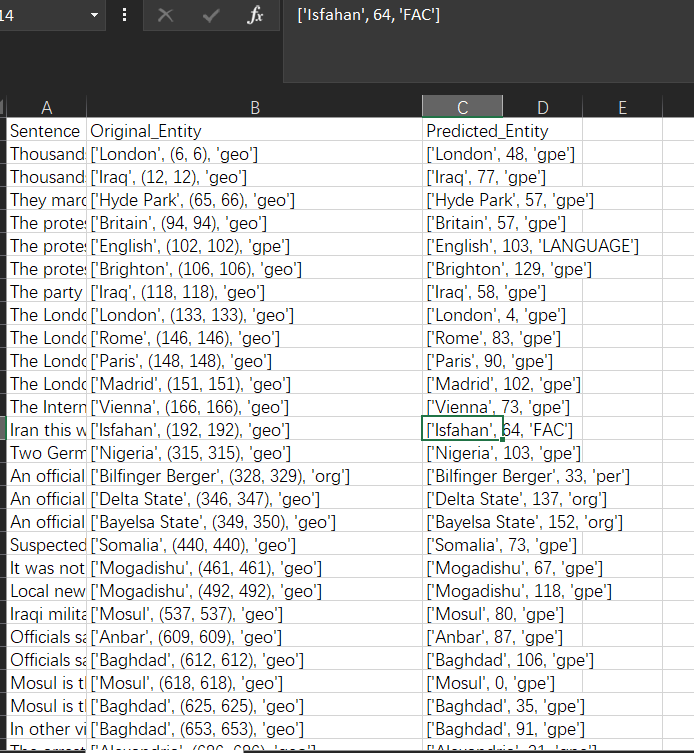 14 fx ['Isfahan', 64, 'FAC']
A B C D E
Sentence Original_Entity Predicted_Entity
Thousand ['London', (6, 6), 'geo'] ['London', 48, 'gpe']
Thousand ['Iraq', (12, 12), 'geo'] ['Iraq', 77, 'gpe']
They marc ['Hyde Park', (65, 66), 'geo'] ['Hyde Park', 57, 'gpe']
The protes ['Britain', (94, 94), 'geo'] ['Britain', 57, 'gpe']
The protes ['English', (102, 102), 'gpe'] ['English', 103, 'LANGUAGE']
The protes ['Brighton', (106, 106), 'geo'] ['Brighton', 129, 'gpe']
The party ['Iraq', (118, 118), 'geo'] ['Iraq', 58, 'gpe']
The Londo ['London', (133, 133), 'geo'] ['London', 4, 'gpe']
The Londo ['Rome', (146, 146), 'geo'] ['Rome', 83, 'gpe']
The Londo ['Paris', (148, 148), 'geo'] ['Paris', 90, 'gpe']
The Londo ['Madrid', (151, 151), 'geo'] ['Madrid', 102, 'gpe']
The Intern ['Vienna', (166, 166), 'geo'] ['Vienna', 73, 'gpe']
Iran this w ['Isfahan', (192, 192), 'geo'] ['Isfahan', 64, 'FAC']
Two Germ ['Nigeria', (315, 315), 'geo'] ['Nigeria', 103, 'gpe']
An official ['Bilfinger Berger', (328, 329), 'org'] ['Bilfinger Berger', 33, 'per']
An official ['Delta State', (346, 347), 'geo'] ['Delta State', 137, 'org']
An official ['Bayelsa State', (349, 350), 'geo'] ['Bayelsa State', 152, 'org']
Suspected ['Somalia', (440, 440), 'geo'] ['Somalia', 73, 'gpe']
It was not ['Mogadishu', (461, 461), 'geo'] ['Mogadishu', 67, 'gpe']
Local new ['Mogadishu', (492, 492), 'geo'] ['Mogadishu', 118, 'gpe']
Iraqi milita ['Mosul', (537, 537), 'geo'] ['Mosul', 80, 'gpe']
Officials sa ['Anbar', (609, 609), 'geo'] ['Anbar', 87, 'gpe']
Officials sa ['Baghdad', (612, 612), 'geo'] ['Baghdad', 106, 'gpe']
Mosul is t ['Mosul', (618, 618), 'geo'] ['Mosul', 0, 'gpe']
Mosul is t ['Baghdad', (625, 625), 'geo'] ['Baghdad', 35, 'gpe']
In other vi ['Baghdad', (653, 653), 'geo'] ['Baghdad', 91, 'gpe']